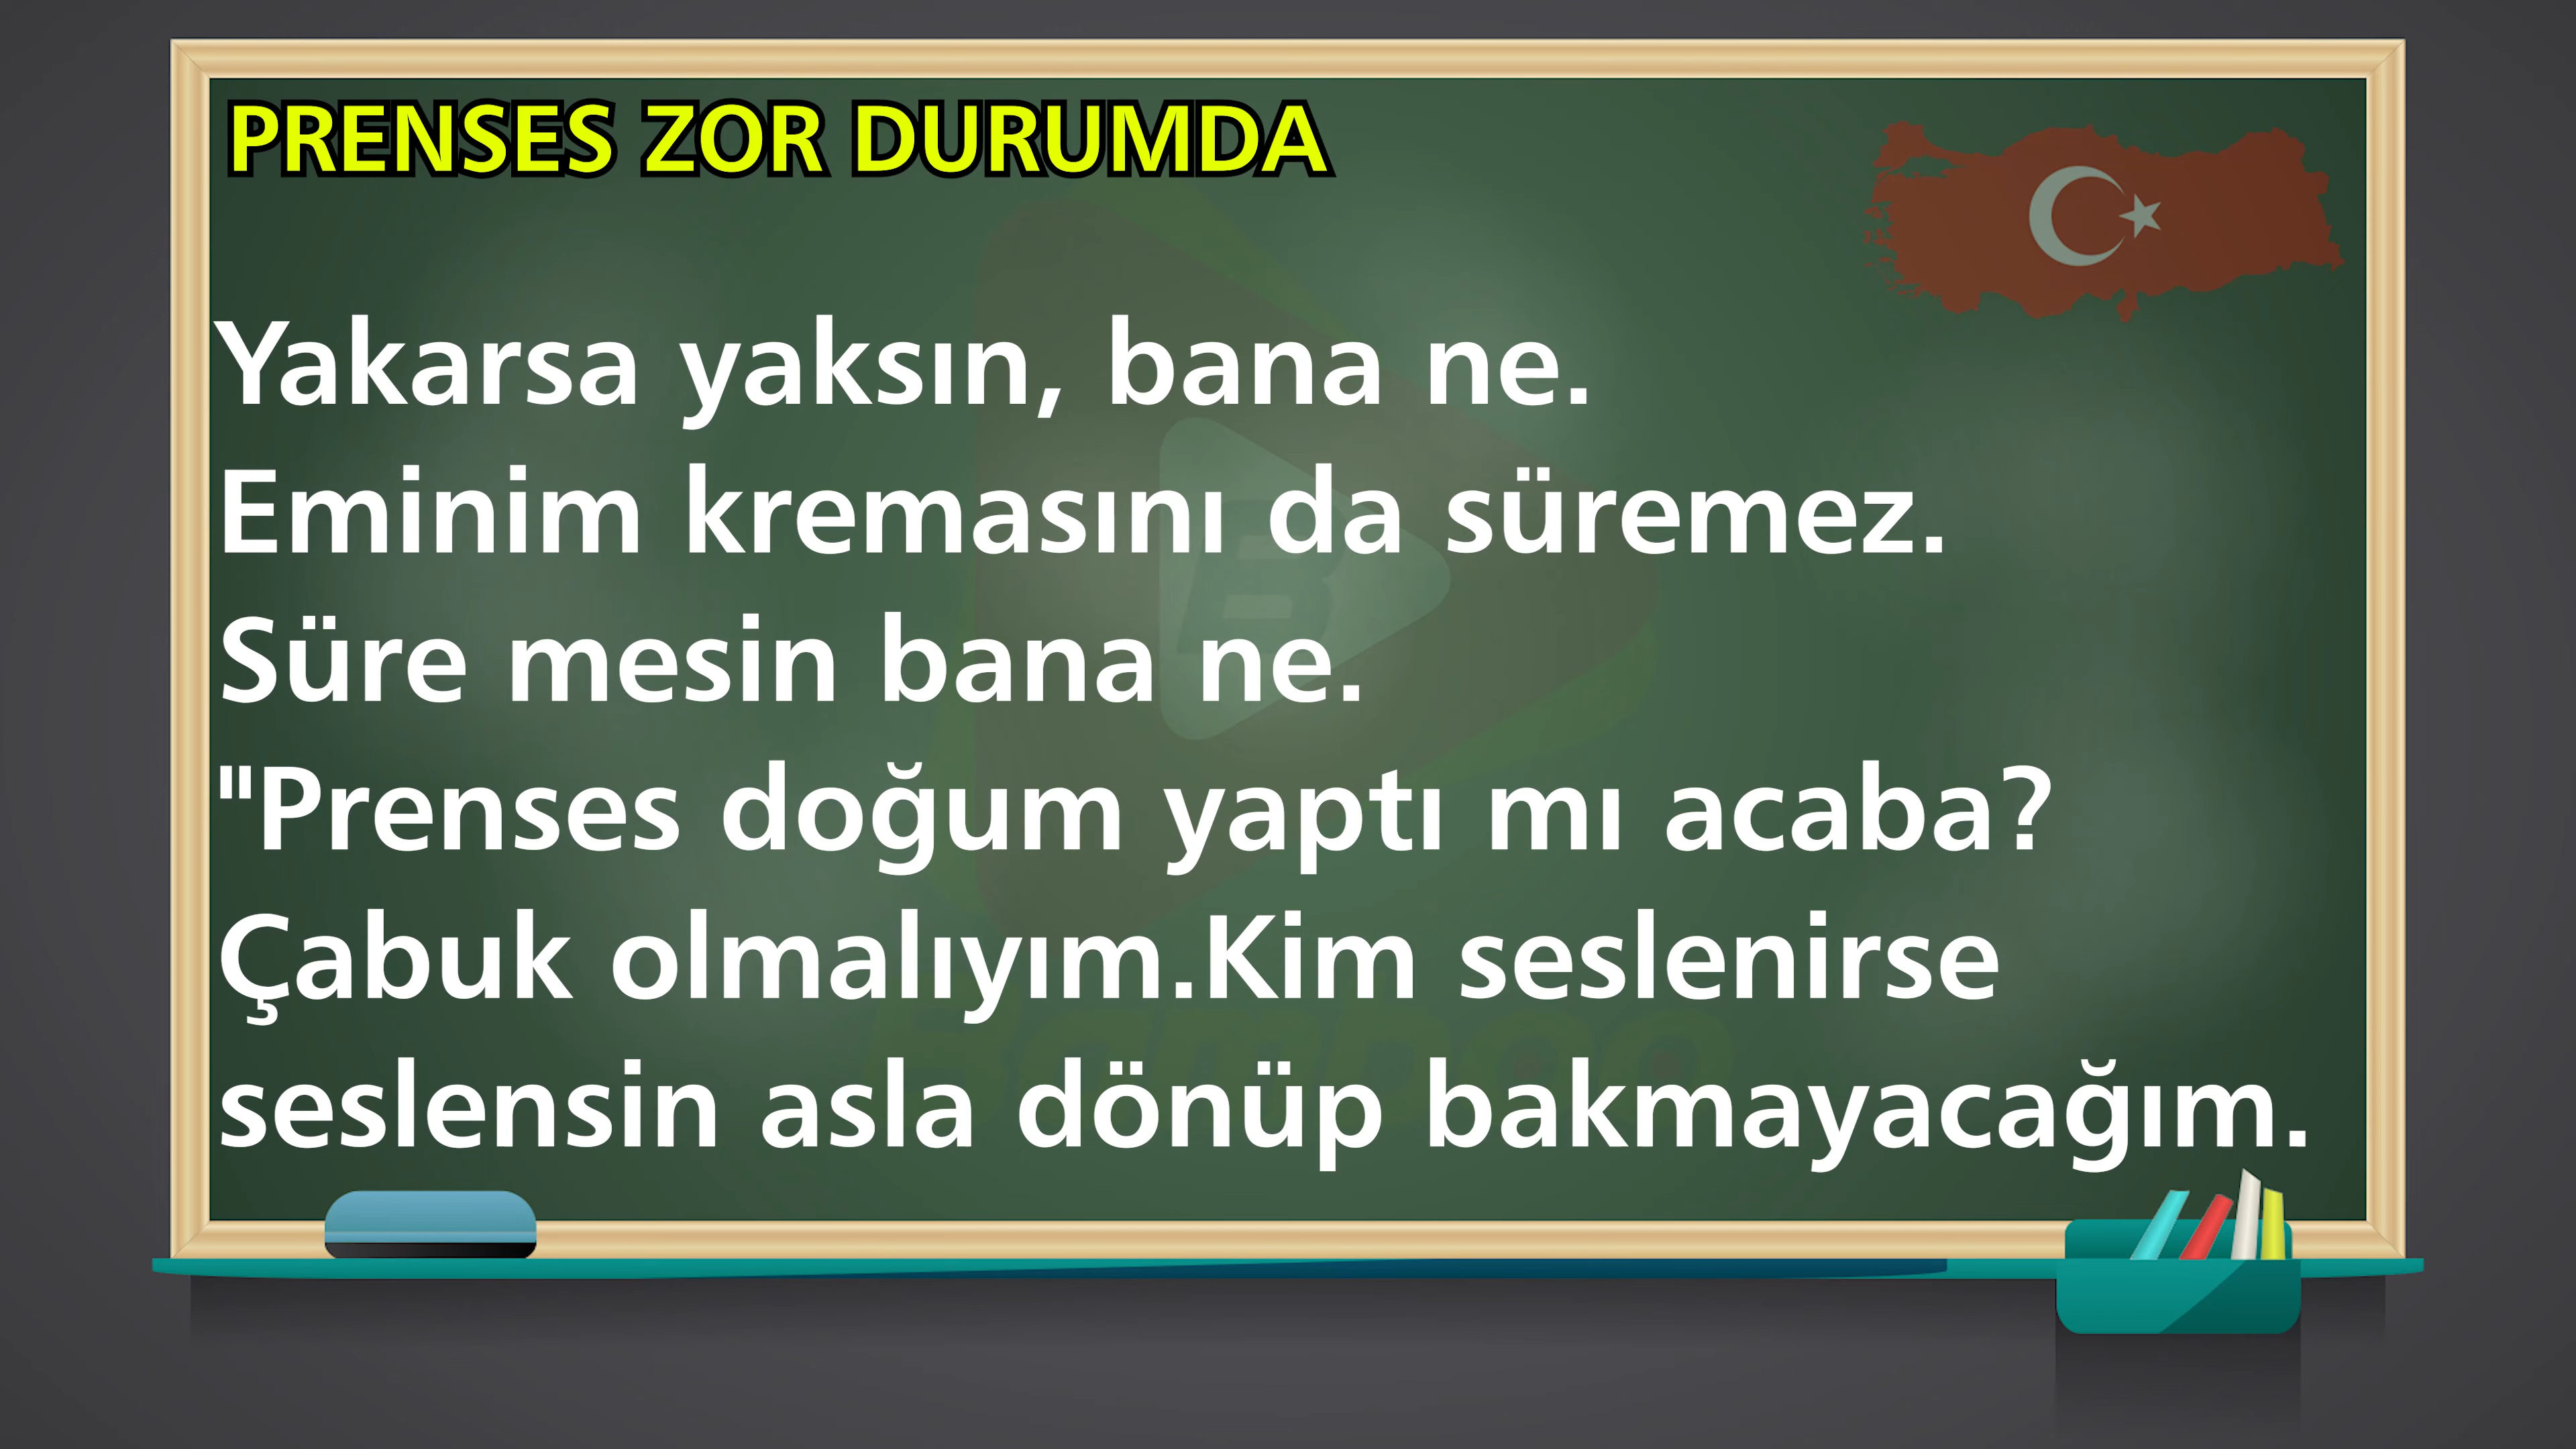 PRENSES ZOR DURUMDA
Yakarsa yaksın, bana ne.
Eminim kremasını da süremez.
Süre mesin bana ne.
"Prenses doğum yaptı mı acaba?
Çabuk olmalıyım.Kim seslenirse
seslensin asla dönüp bakmayacağım.